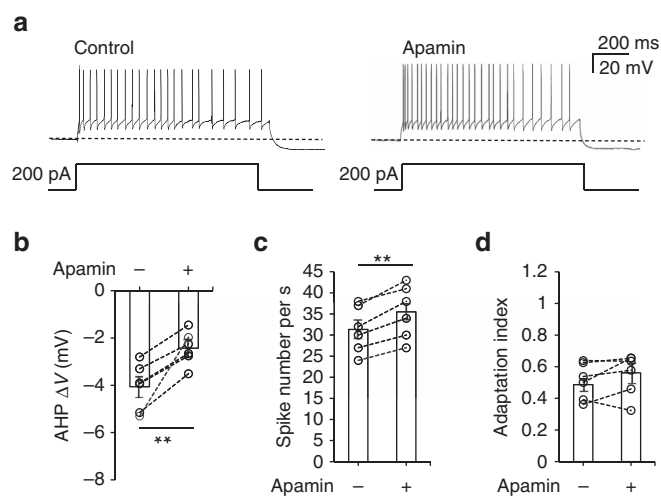 a
Control
Apamin
200 ms
20 mV
200 pA
200 pA
b
Apamin
− +
0
−2
−4
−6
−8
AHP ΔV (mV)
**
c
**
45
40
35
30
25
20
15
10
5
0
Spike number per s
Apamin − +
d
1.2
1
0.8
0.6
0.4
0.2
0
Adaptation index
Apamin − +